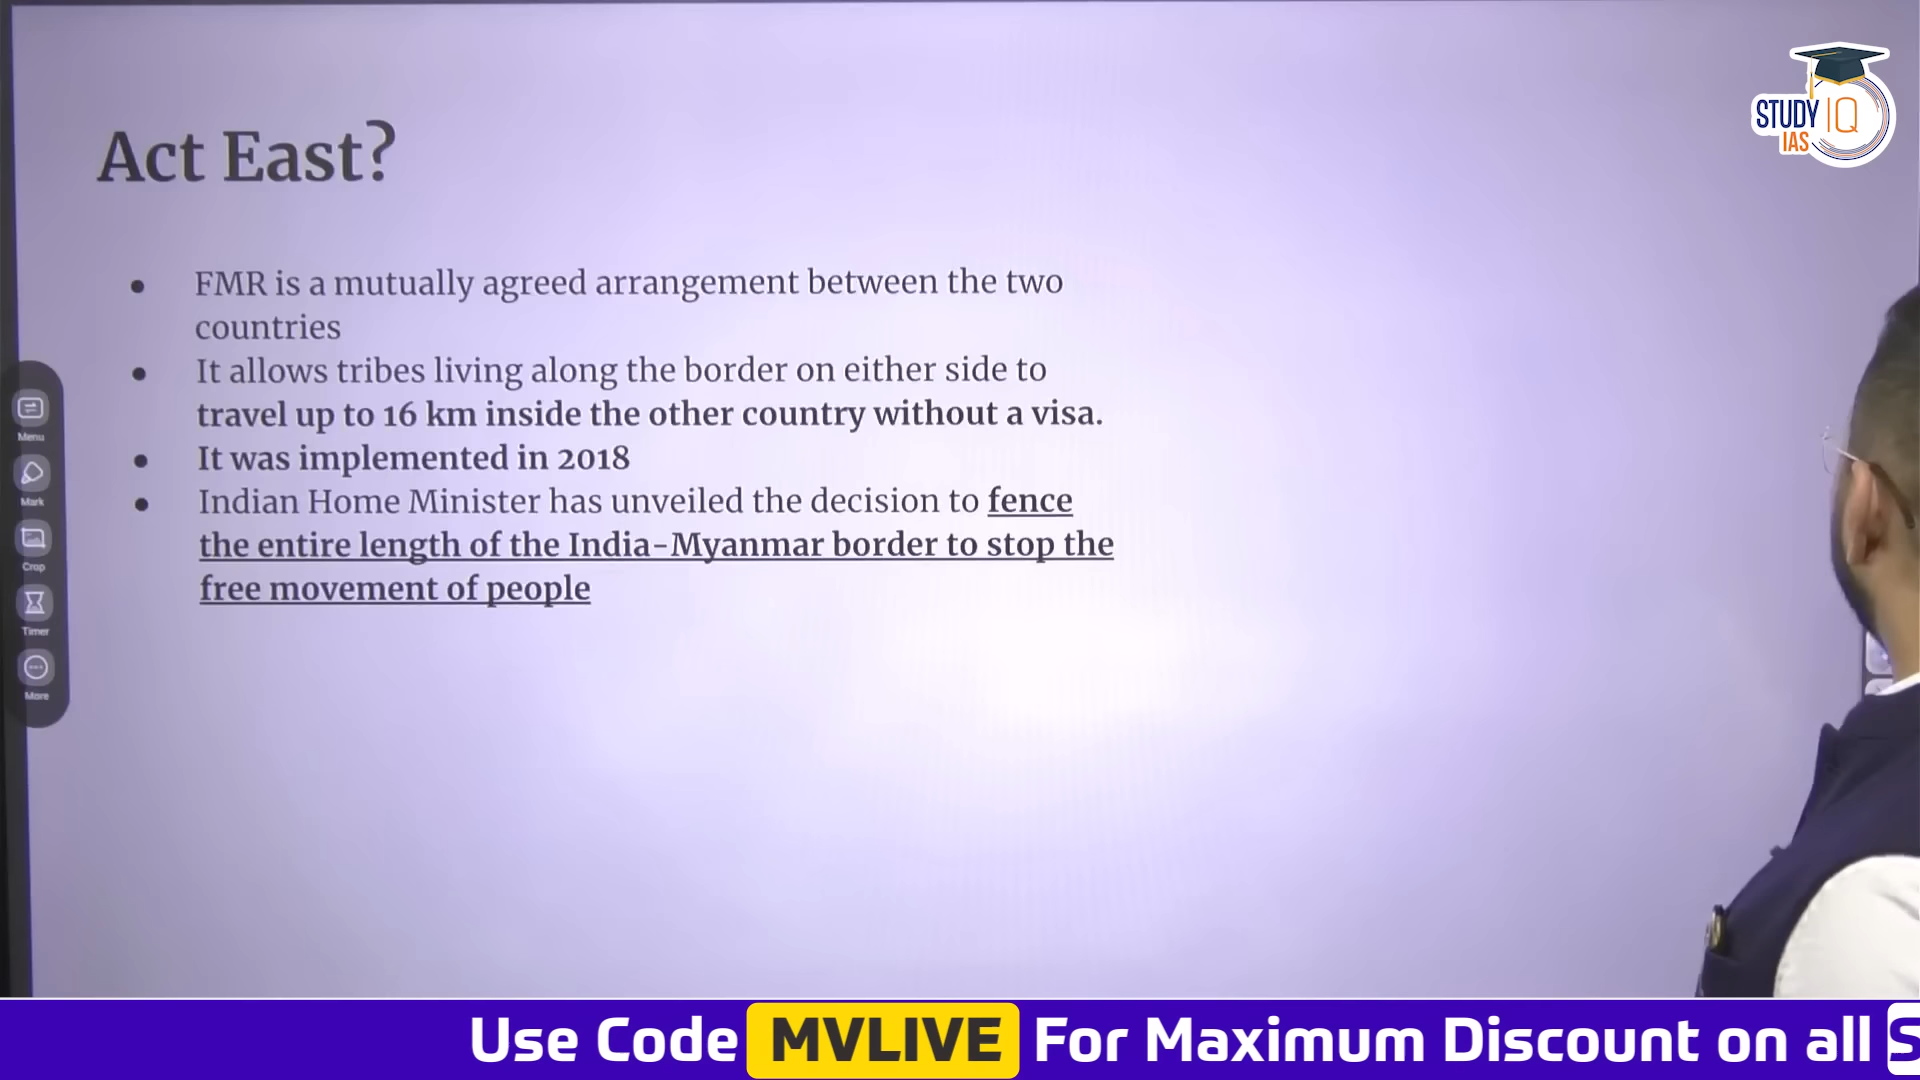 STUDY IQ
IAS
Act East?
● FMR is a mutually agreed arrangement between the two
countries
● It allows tribes living along the border on either side to
travel up to 16 km inside the other country without a visa.
● It was implemented in 2018
● Indian Home Minister has unveiled the decision to fence
the entire length of the India-Myanmar border to stop the
free movement of people
Menu
Mark
Crop
Timer
More
Use Code MVLIVE For Maximum Discount on all S